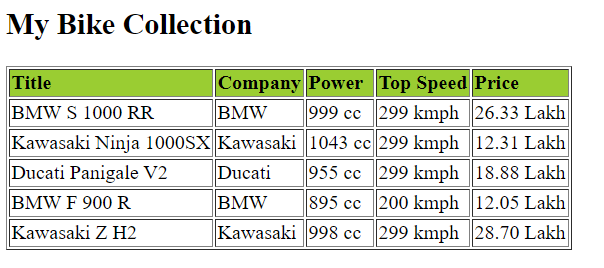 My Bike Collection
Title Company Power Top Speed Price
BMW S 1000 RR BMW 999 cc 299 kmph 26.33 Lakh
Kawasaki Ninja 1000SX Kawasaki 1043 cc 299 kmph 12.31 Lakh
Ducati Panigale V2 Ducati 955 cc 299 kmph 18.88 Lakh
BMW F 900 R BMW 895 cc 200 kmph 12.05 Lakh
Kawasaki Z H2 Kawasaki 998 cc 299 kmph 28.70 Lakh